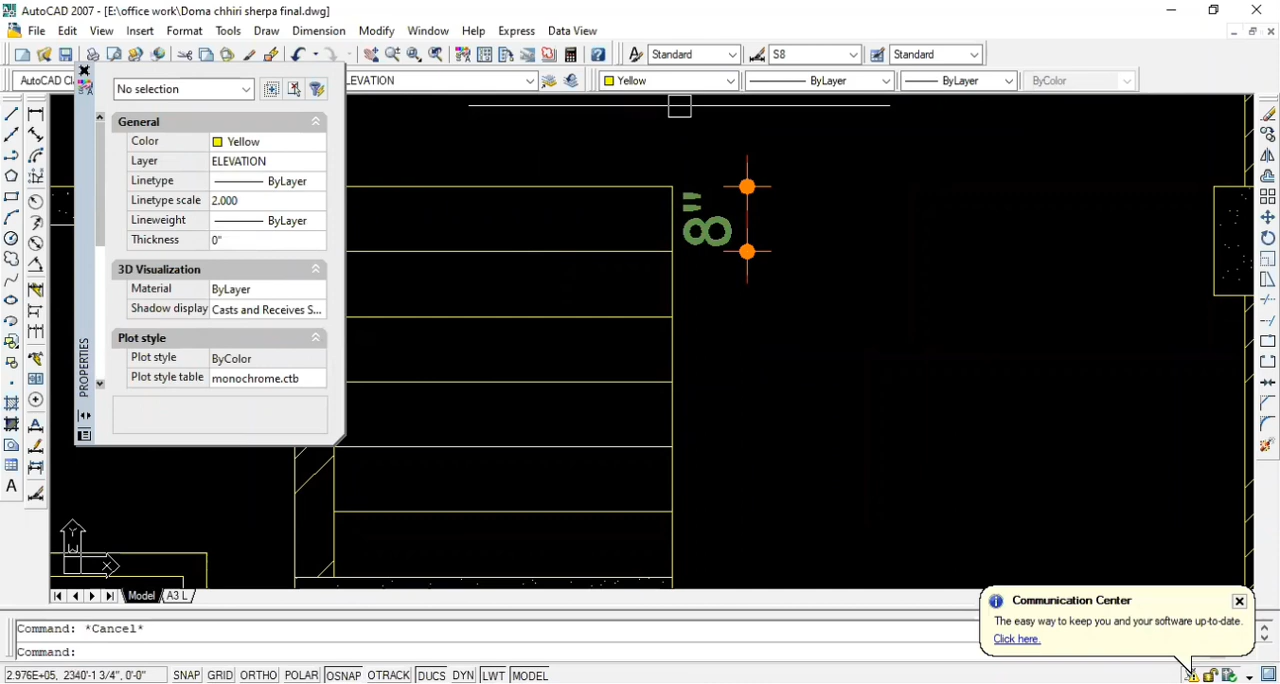 AutoCAD 2007 - [E:\office work\Doma chhiri sherpa final.dwg]
File Edit View Insert Format Tools Draw Dimension Modify Window Help Express Data View
Standard S8 Standard
AutoCAD Cl ELEVATION Yellow ByLayer ByLayer ByColor
No selection
General
Color Yellow
Layer ELEVATION
Linetype ByLayer
Linetype scale 2.000
Lineweight ByLayer
Thickness 0"
3D Visualization
Material ByLayer
Shadow display Casts and Receives S...
Plot style
Plot style ByColor
Plot style table monochrome.ctb
PROPERTIES
8"
Y
W
X
A
Model A3 L
Communication Center
The easy way to keep you and your software up-to-date.
Click here.
Command: *Cancel*
Command:
2.976E+05, 2340'-1 3/4", 0'-0" SNAP GRID ORTHO POLAR OSNAP OTRACK DUCS DYN LWT MODEL